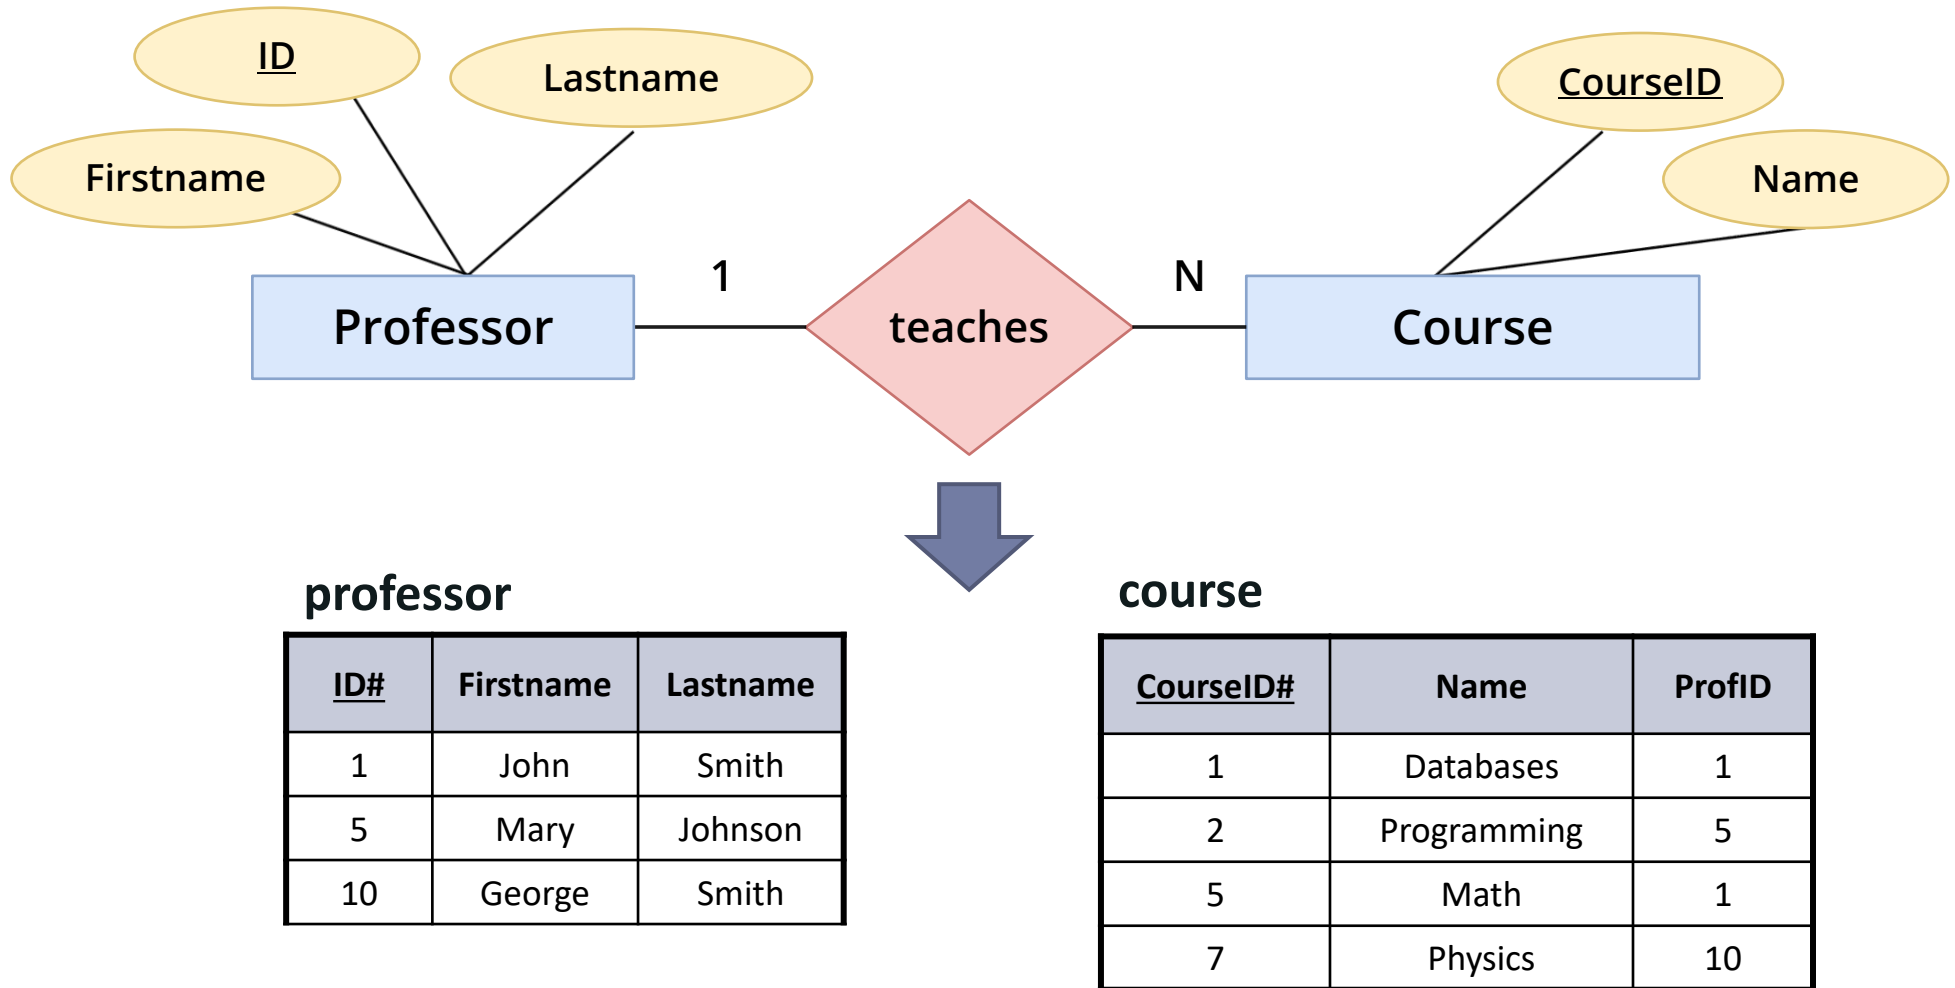 ID
Lastname
Firstname
CourseID
Name
Professor
1
teaches
N
Course
professor
ID# Firstname Lastname
1 John Smith
5 Mary Johnson
10 George Smith
course
CourseID# Name ProfID
1 Databases 1
2 Programming 5
5 Math 1
7 Physics 10